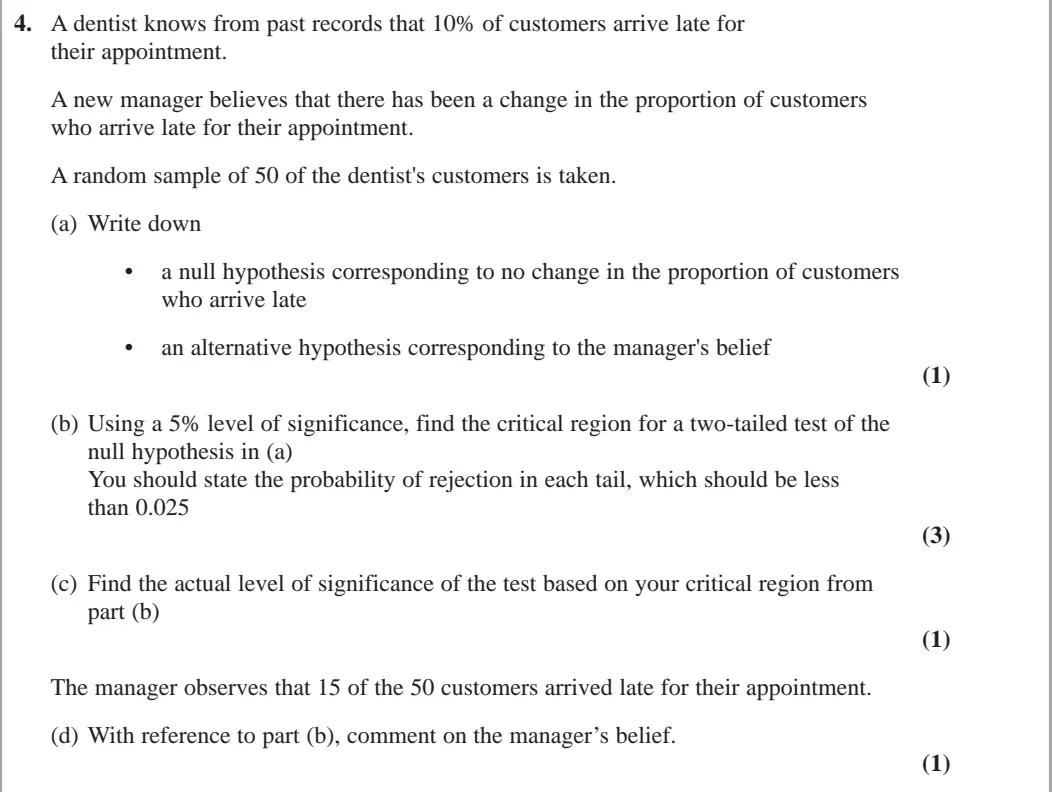 4. A dentist knows from past records that 10% of customers arrive late for
their appointment.
A new manager believes that there has been a change in the proportion of customers
who arrive late for their appointment.
A random sample of 50 of the dentist's customers is taken.
(a) Write down
• a null hypothesis corresponding to no change in the proportion of customers
who arrive late
• an alternative hypothesis corresponding to the manager's belief
(1)
(b) Using a 5% level of significance, find the critical region for a two-tailed test of the
null hypothesis in (a)
You should state the probability of rejection in each tail, which should be less
than 0.025
(3)
(c) Find the actual level of significance of the test based on your critical region from
part (b)
(1)
The manager observes that 15 of the 50 customers arrived late for their appointment.
(d) With reference to part (b), comment on the manager’s belief.
(1)